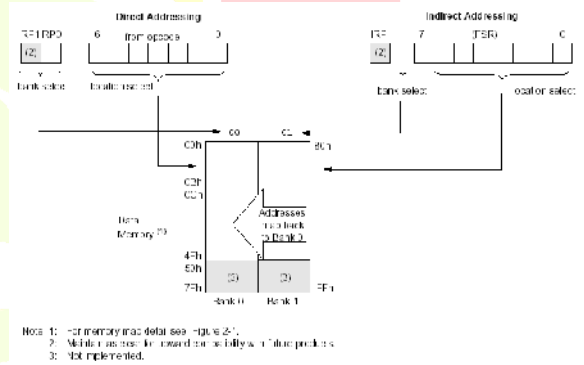 Direct Addressing
Indirect Addressing
RP1 RP0
6
from opcode
0
IRP
7
(FSR)
0
(2)
(2)
bank select
location select
bank select
location select
00
01
00h
80h
0Bh
0Ch
Data
Memory (1)
Addresses
map back
to Bank 0
4Fh
50h
(3)
(3)
7Fh
FFh
Bank 0
Bank 1
Note 1: For memory map detail see Figure 2-1.
2: Maintain as clear for upward compatibility with future products.
3: Not implemented.